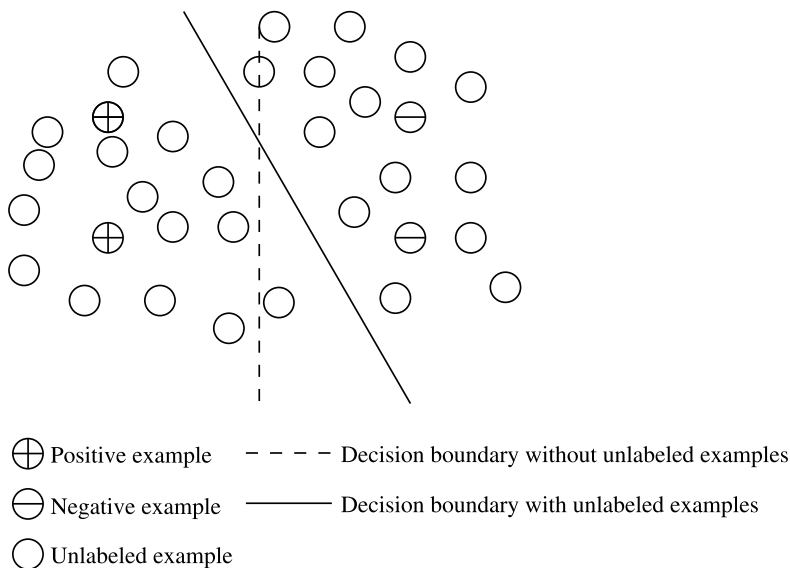 Positive example
Decision boundary without unlabeled examples
Negative example
Decision boundary with unlabeled examples
Unlabeled example